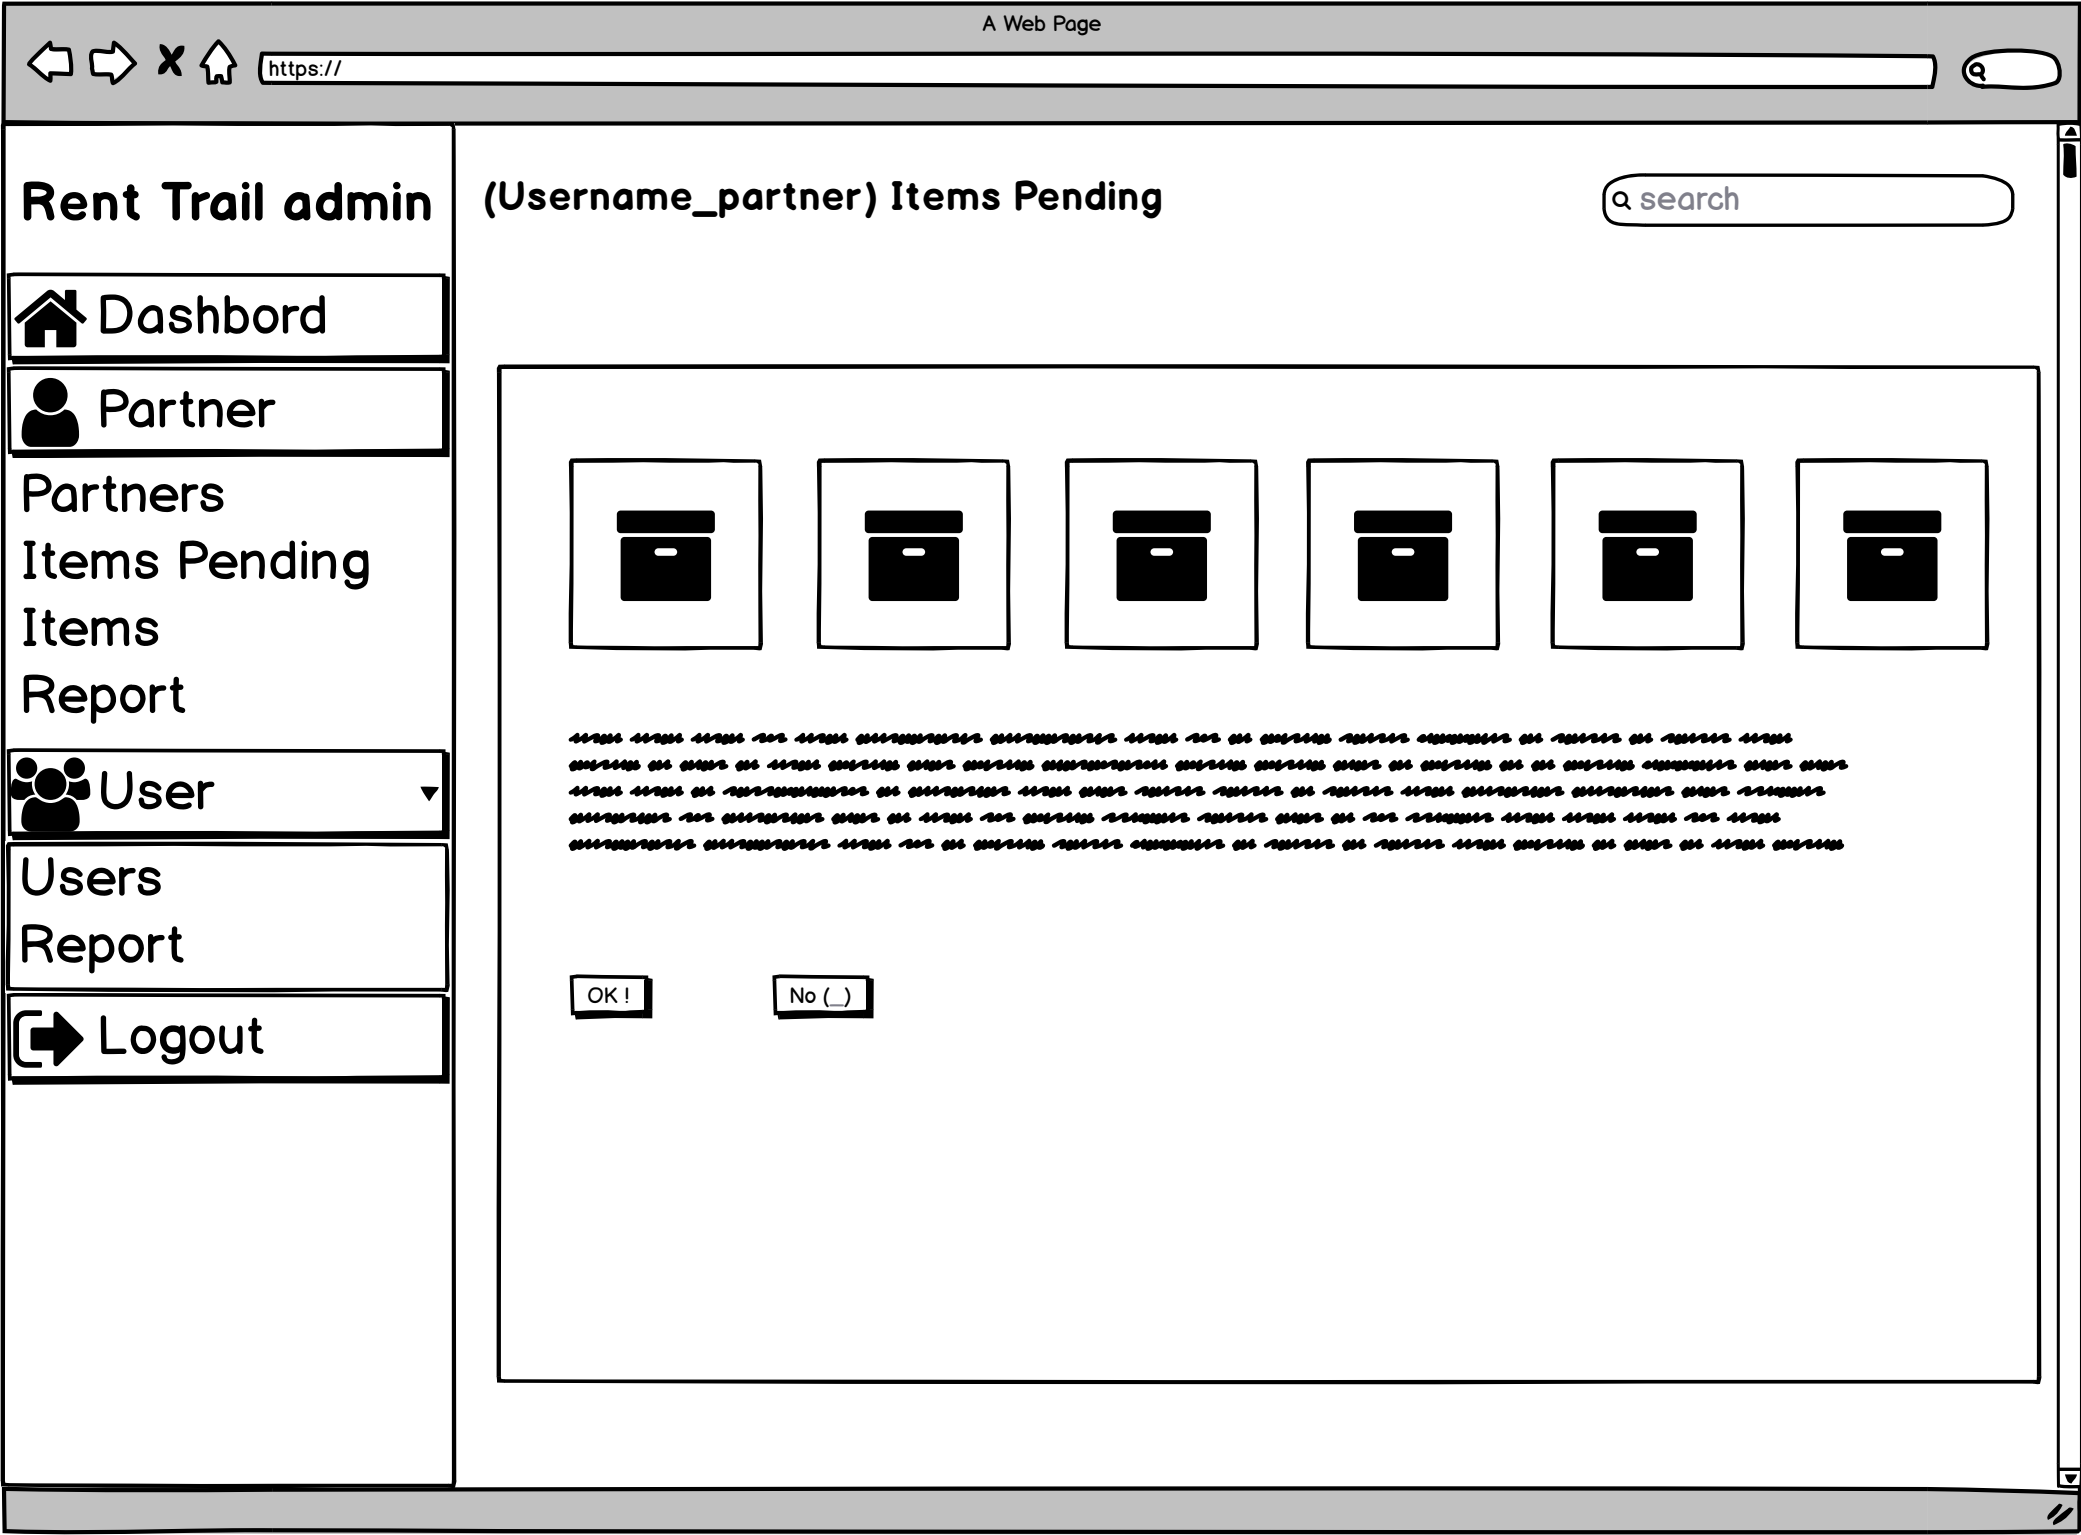 A Web Page
https://
Rent Trail admin
(Username_partner) Items Pending
search
Dashbord
Partner
Partners
Items Pending
Items
Report
User
Users
Report
Logout
OK !
No (_)